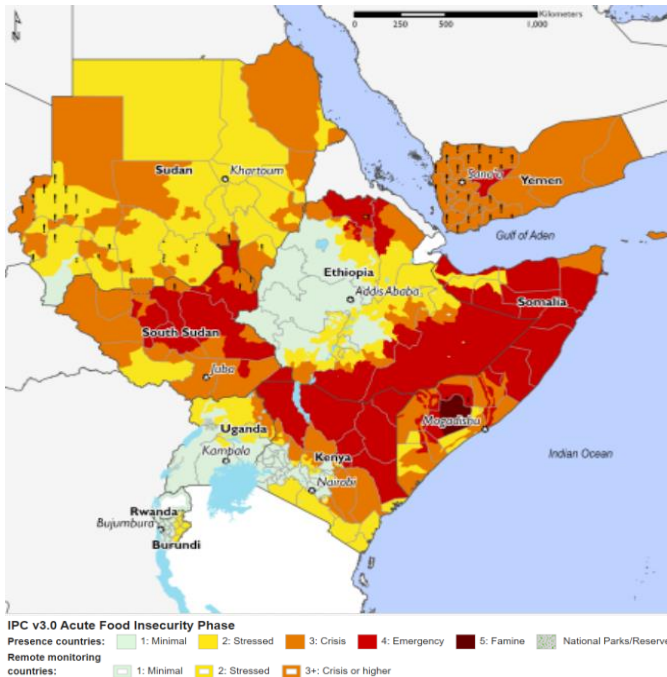 N
Kilometers
0 250 500 1,000
Sudan
Khartoum
Sana'a
Yemen
Gulf of Aden
Ethiopia
Addis Ababa
Somalia
South Sudan
Juba
Mogadishu
Uganda
Kampala
Kenya
Nairobi
Indian Ocean
Rwanda
Bujumbura
Burundi
IPC v3.0 Acute Food Insecurity Phase
Presence countries: 1: Minimal 2: Stressed 3: Crisis 4: Emergency 5: Famine National Parks/Reserve
Remote monitoring
countries: 1: Minimal 2: Stressed 3+: Crisis or higher